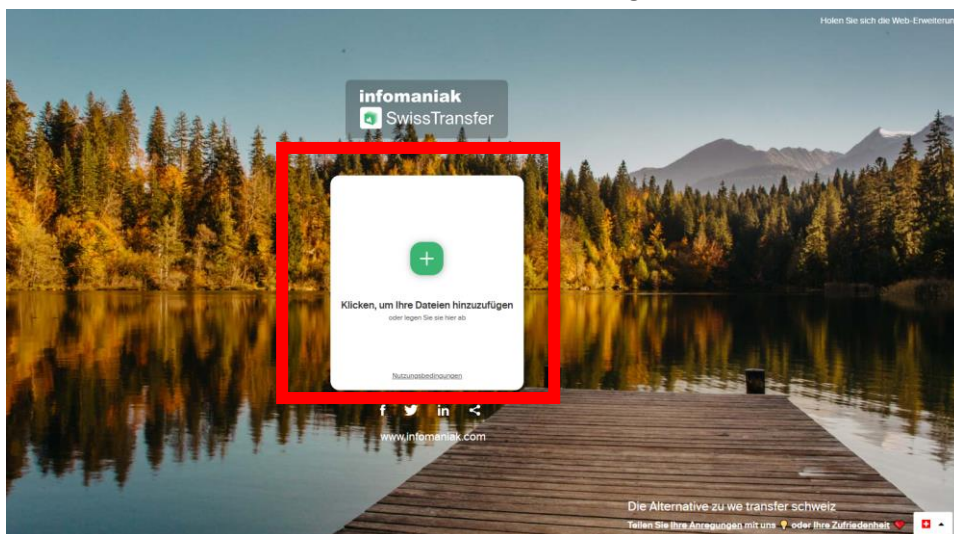 Holen Sie sich die Web-Erweiterun
infomaniak
SwissTransfer
Klicken, um Ihre Dateien hinzuzufügen
oder legen Sie sie hier ab
Nutzungsbedingungen
www.infomaniak.com
Die Alternative zu we transfer schweiz
Teilen Sie Ihre Anregungen mit uns 💡 oder Ihre Zufriedenheit ❤️